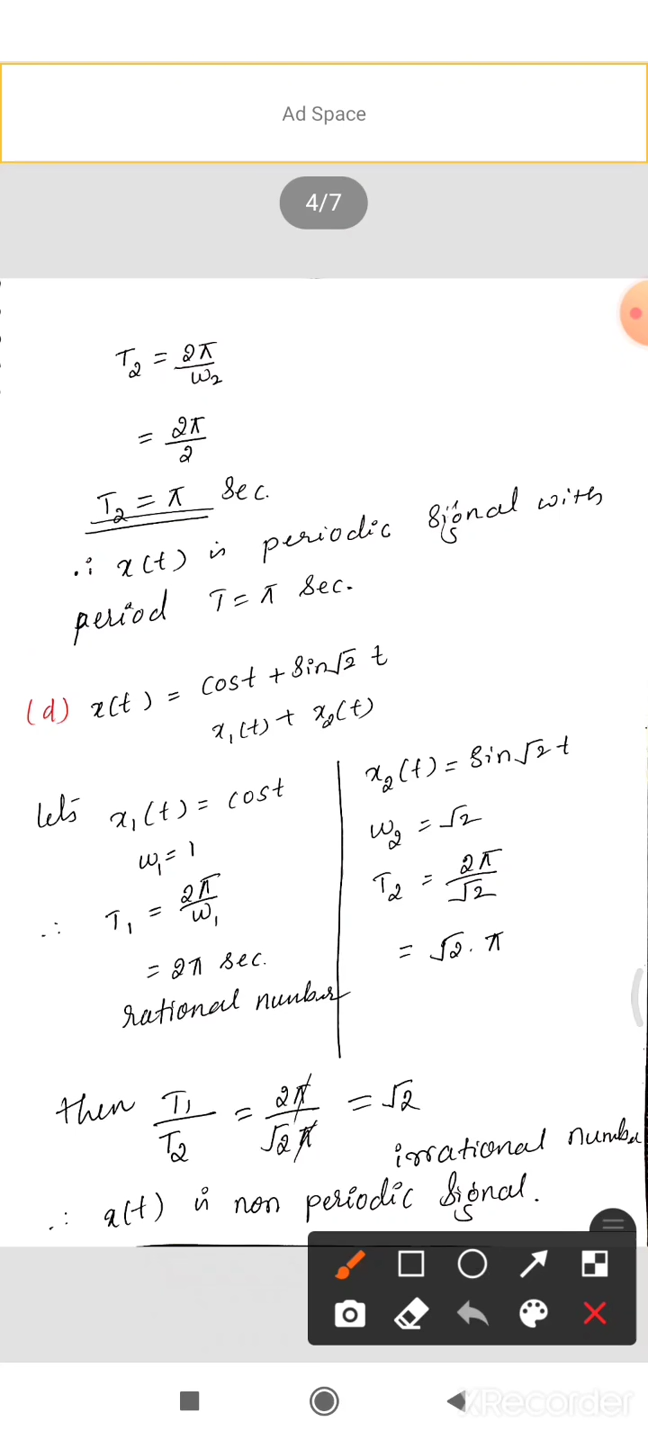 Ad Space
4/7
T₂ = 2π/ω₂
= 2π/2
T₂ = π Sec.
∴ x(t) is periodic signal with
period T = π Sec.
(d) x(t) = cost + sin√2 t
x₁(t) + x₂(t)
lets x₁(t) = cost
ω₁ = 1
∴ T₁ = 2π/ω₁
= 2π sec.
rational number
x₂(t) = sin√2 t
ω₂ = √2
T₂ = 2π/√2
= √2 . π
then T₁/T₂ = 2π/√2 π = √2
irrational number
∴ x(t) is non periodic signal.
XRecorder